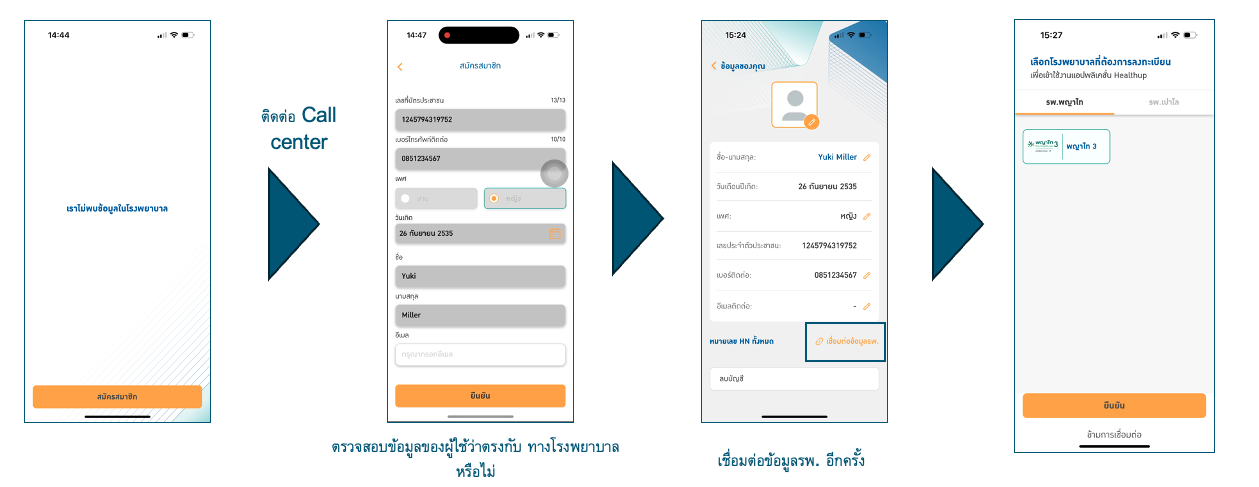 14:44
เราไม่พบข้อมูลในโรงพยาบาล
สมัครสมาชิก
ติดต่อ Call
center
14:47
สมัครสมาชิก
เลขที่บัตรประชาชน 13/13
1245794319752
เบอร์โทรศัพท์ติดต่อ 10/10
0851234567
เพศ
ชาย หญิง
วันเกิด
26 กันยายน 2535
ชื่อ
Yuki
นามสกุล
Miller
อีเมล
กรุณากรอกอีเมล
ยืนยัน
ตรวจสอบข้อมูลของผู้ใช้ว่าตรงกับ ทางโรงพยาบาล
หรือไม่
15:24
ข้อมูลของคุณ
ชื่อ-นามสกุล: Yuki Miller
วันเดือนปีเกิด: 26 กันยายน 2535
เพศ: หญิง
เลขประจำตัวประชาชน: 1245794319752
เบอร์ติดต่อ: 0851234567
อีเมลติดต่อ: -
หมายเลข HN ทั้งหมด เชื่อมต่อข้อมูลรพ.
ลบบัญชี
เชื่อมต่อข้อมูลรพ. อีกครั้ง
15:27
เลือกโรงพยาบาลที่ต้องการลงทะเบียน
เพื่อเข้าใช้งานแอปพลิเคชั่น Healthup
รพ.พญาไท รพ.เปาโล
พญาไท 3 พญาไท 3
ยืนยัน
ข้ามการเชื่อมต่อ